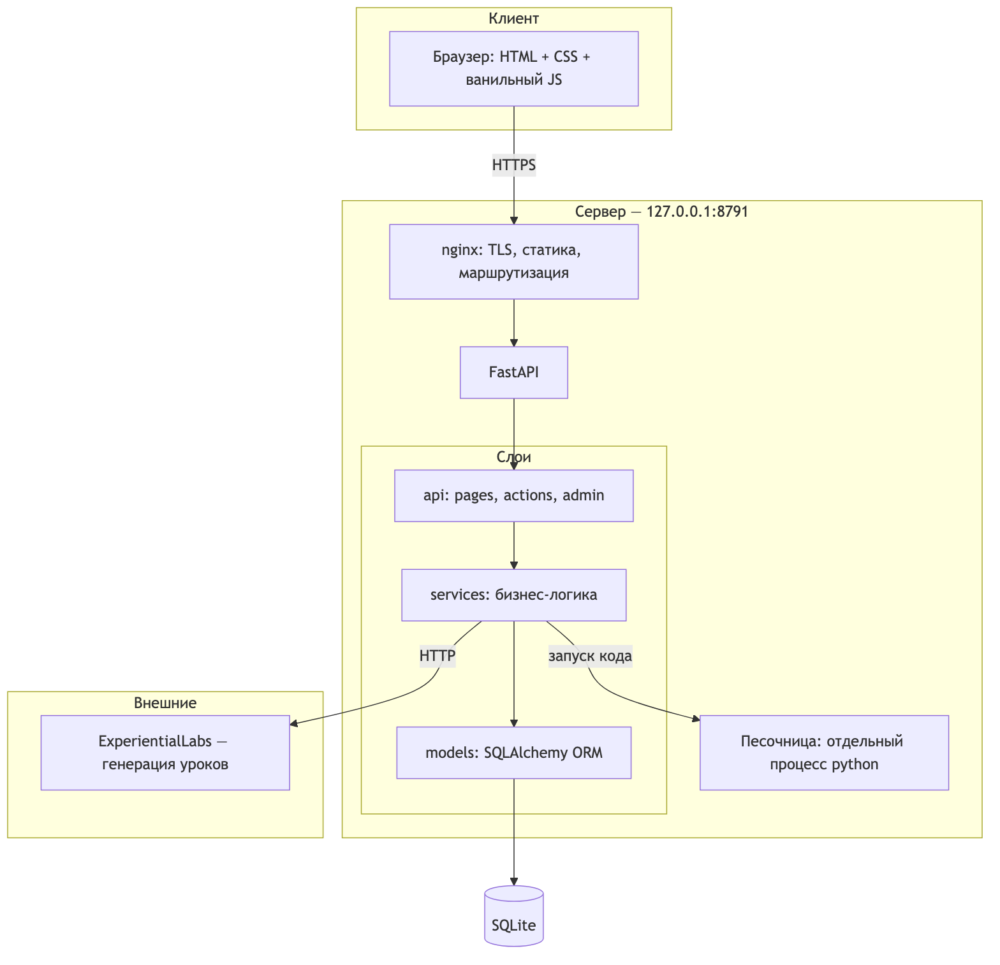 Клиент
Браузер: HTML + CSS +
ванильный JS
HTTPS
Сервер — 127.0.0.1:8791
nginx: TLS, статика,
маршрутизация
FastAPI
Слои
api: pages, actions, admin
services: бизнес-логика
HTTP
запуск кода
Внешние
ExperientialLabs —
генерация уроков
models: SQLAlchemy ORM
Песочница: отдельный
процесс python
SQLite